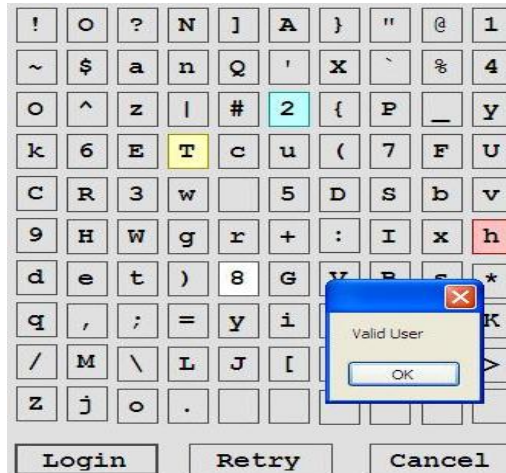 ! O ? N ] A } " @ 1
~ $ a n Q ' X ` % 4
O ^ z | # 2 { P _ y
k 6 E T c u ( 7 F U
C R 3 w 5 D S b v
9 H W g r + : I x h
d e t ) 8 G V B s *
q , ; = y i K
/ M \ L J [ >
Z j o .
Valid User
OK
Login Retry Cancel